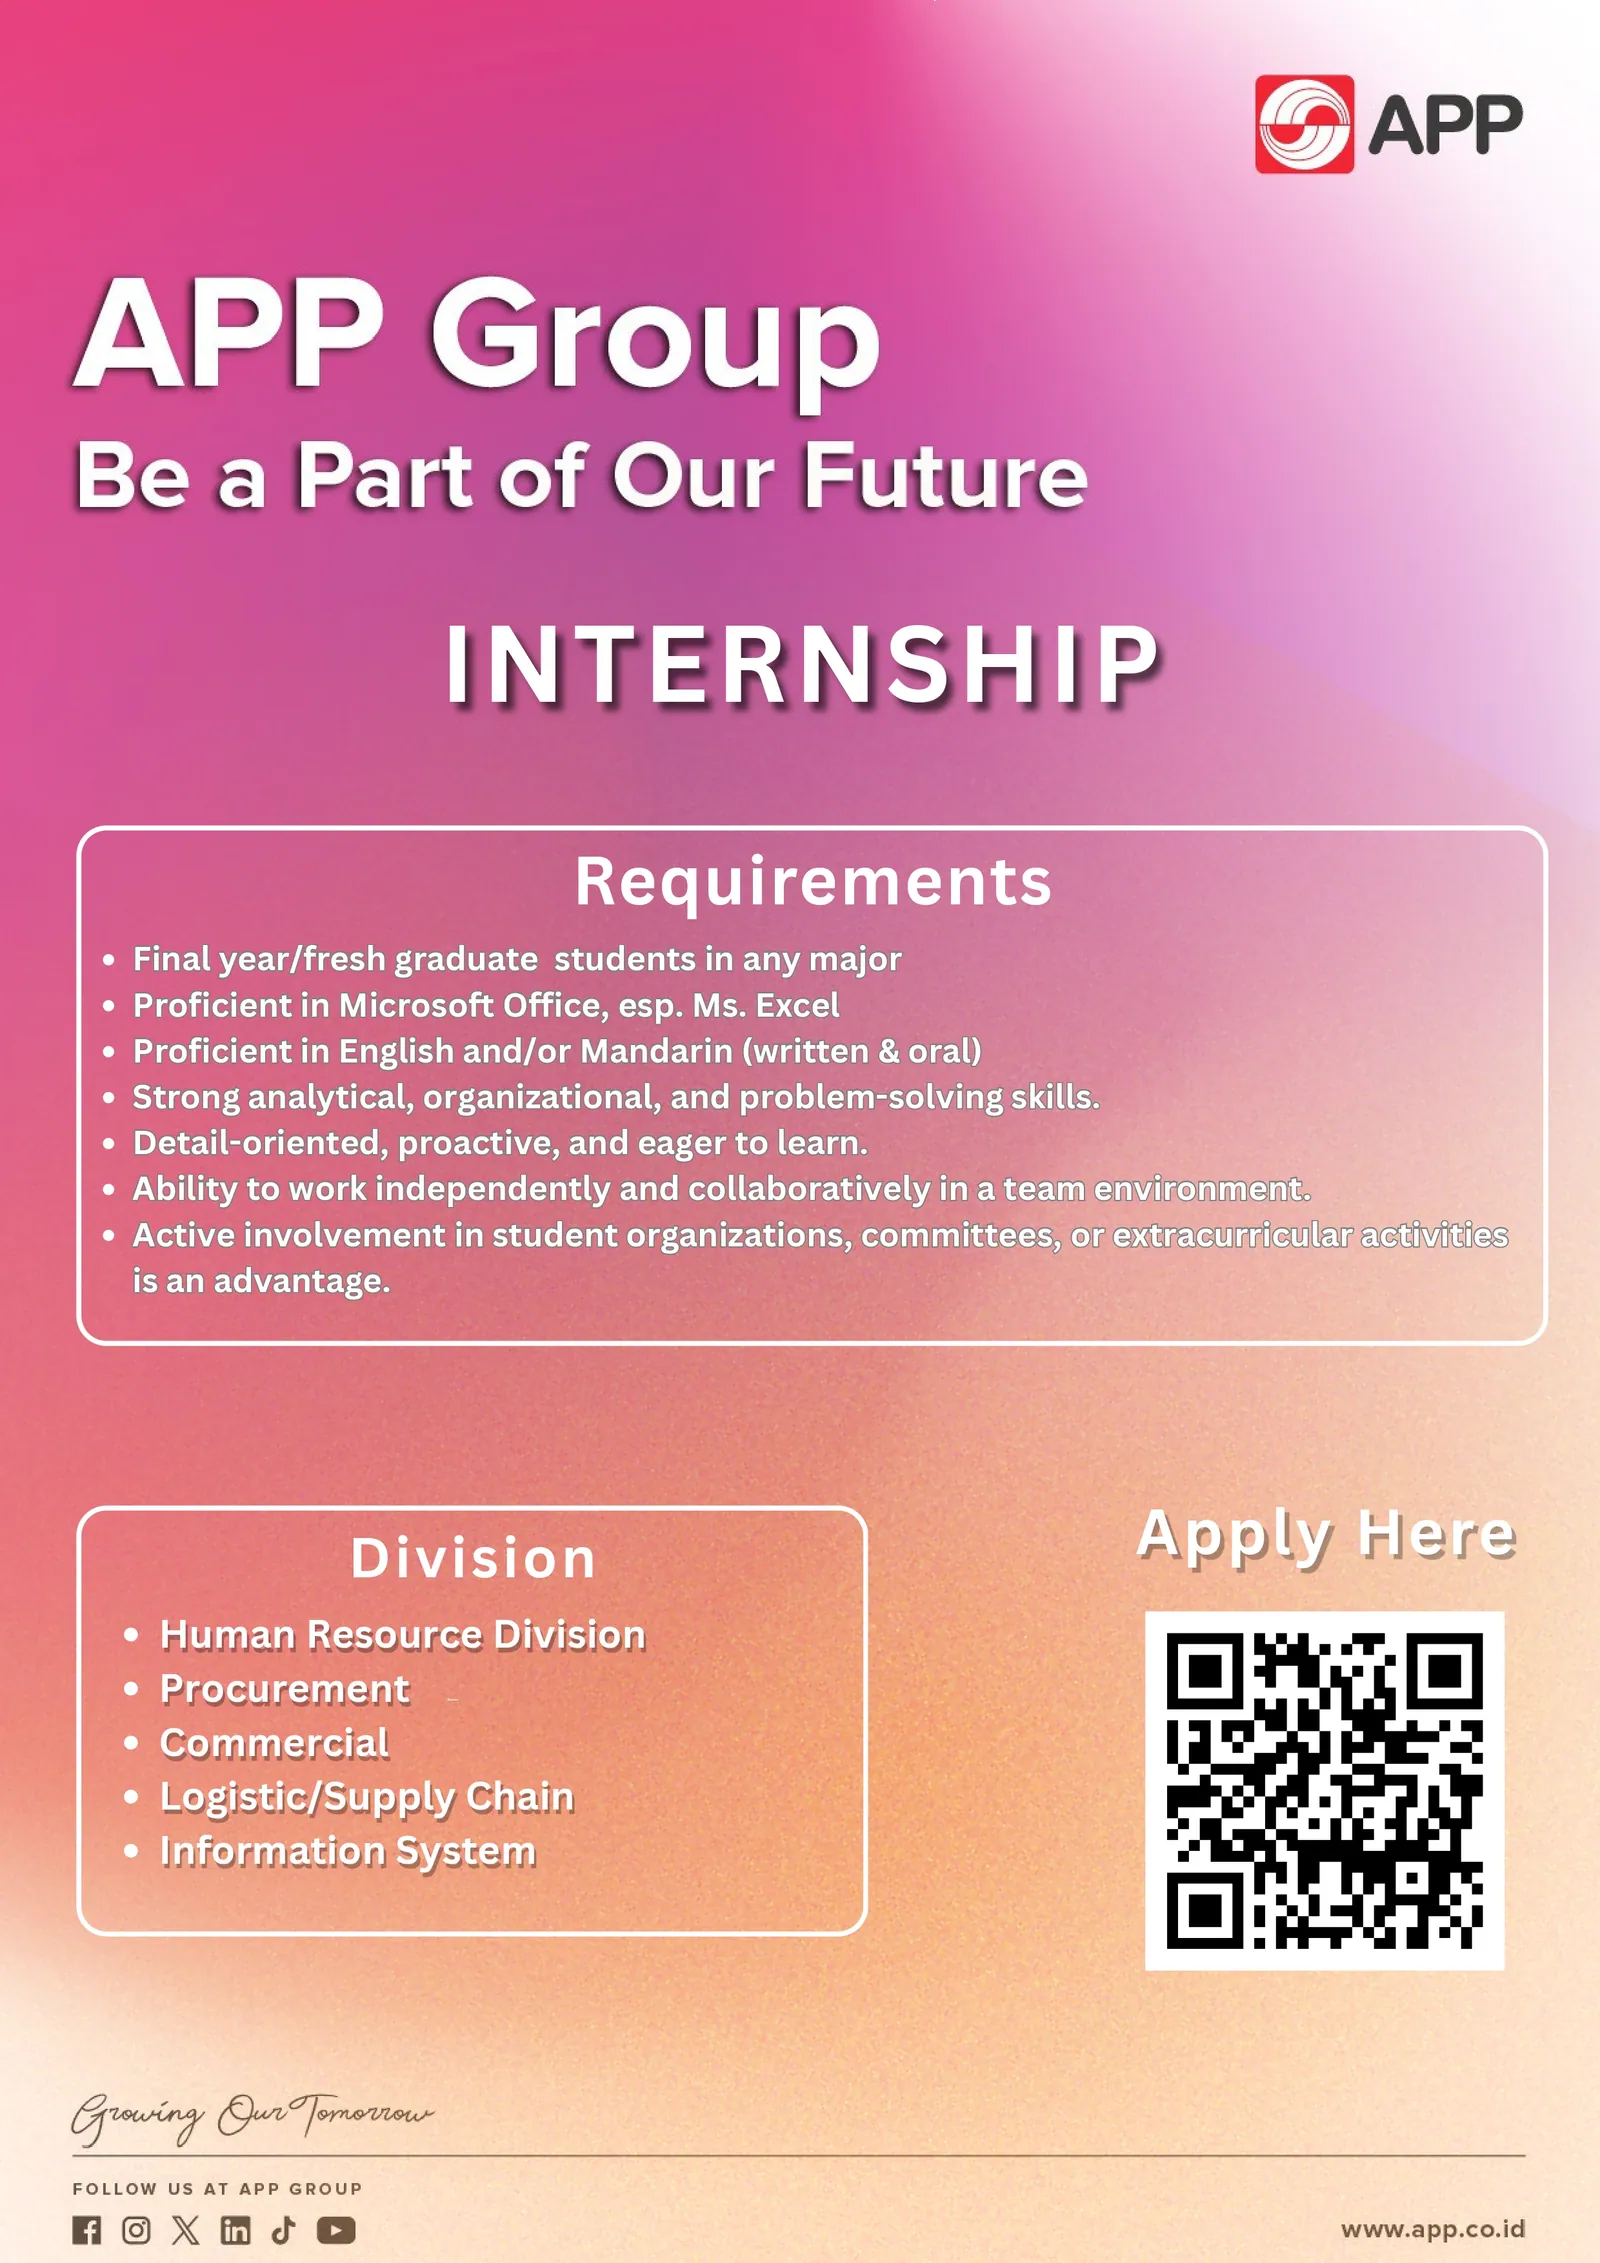 APP
APP Group
Be a Part of Our Future
INTERNSHIP
Requirements
• Final year/fresh graduate students in any major
• Proficient in Microsoft Office, esp. Ms. Excel
• Proficient in English and/or Mandarin (written & oral)
• Strong analytical, organizational, and problem-solving skills.
• Detail-oriented, proactive, and eager to learn.
• Ability to work independently and collaboratively in a team environment.
• Active involvement in student organizations, committees, or extracurricular activities
is an advantage.
Division
• Human Resource Division
• Procurement
• Commercial
• Logistic/Supply Chain
• Information System
Apply Here
Growing Our Tomorrow
FOLLOW US AT APP GROUP
www.app.co.id